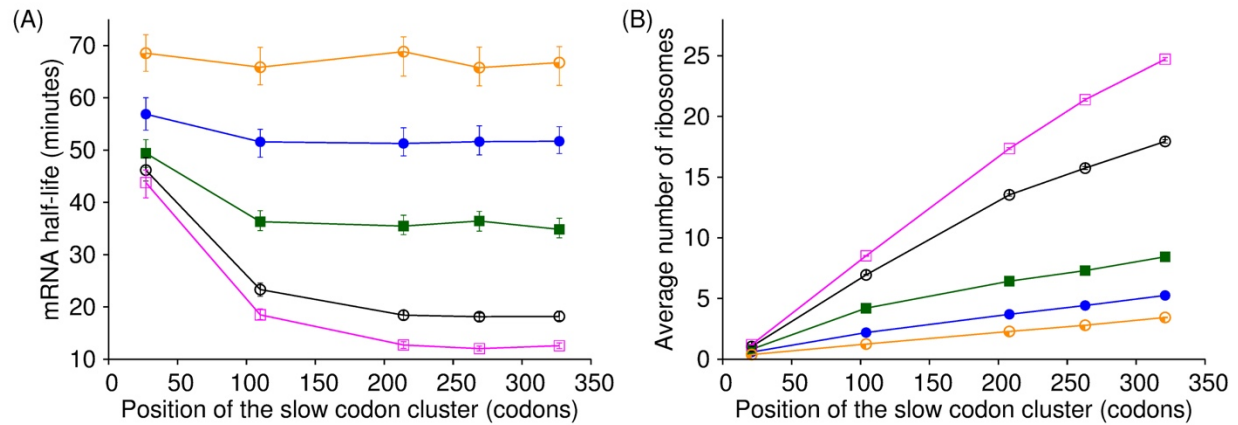 (A)
mRNA half-life (minutes)
70
60
50
40
30
20
10
0 50 100 150 200 250 300 350
Position of the slow codon cluster (codons)
(B)
Average number of ribosomes
25
20
15
10
5
0
0 50 100 150 200 250 300 350
Position of the slow codon cluster (codons)